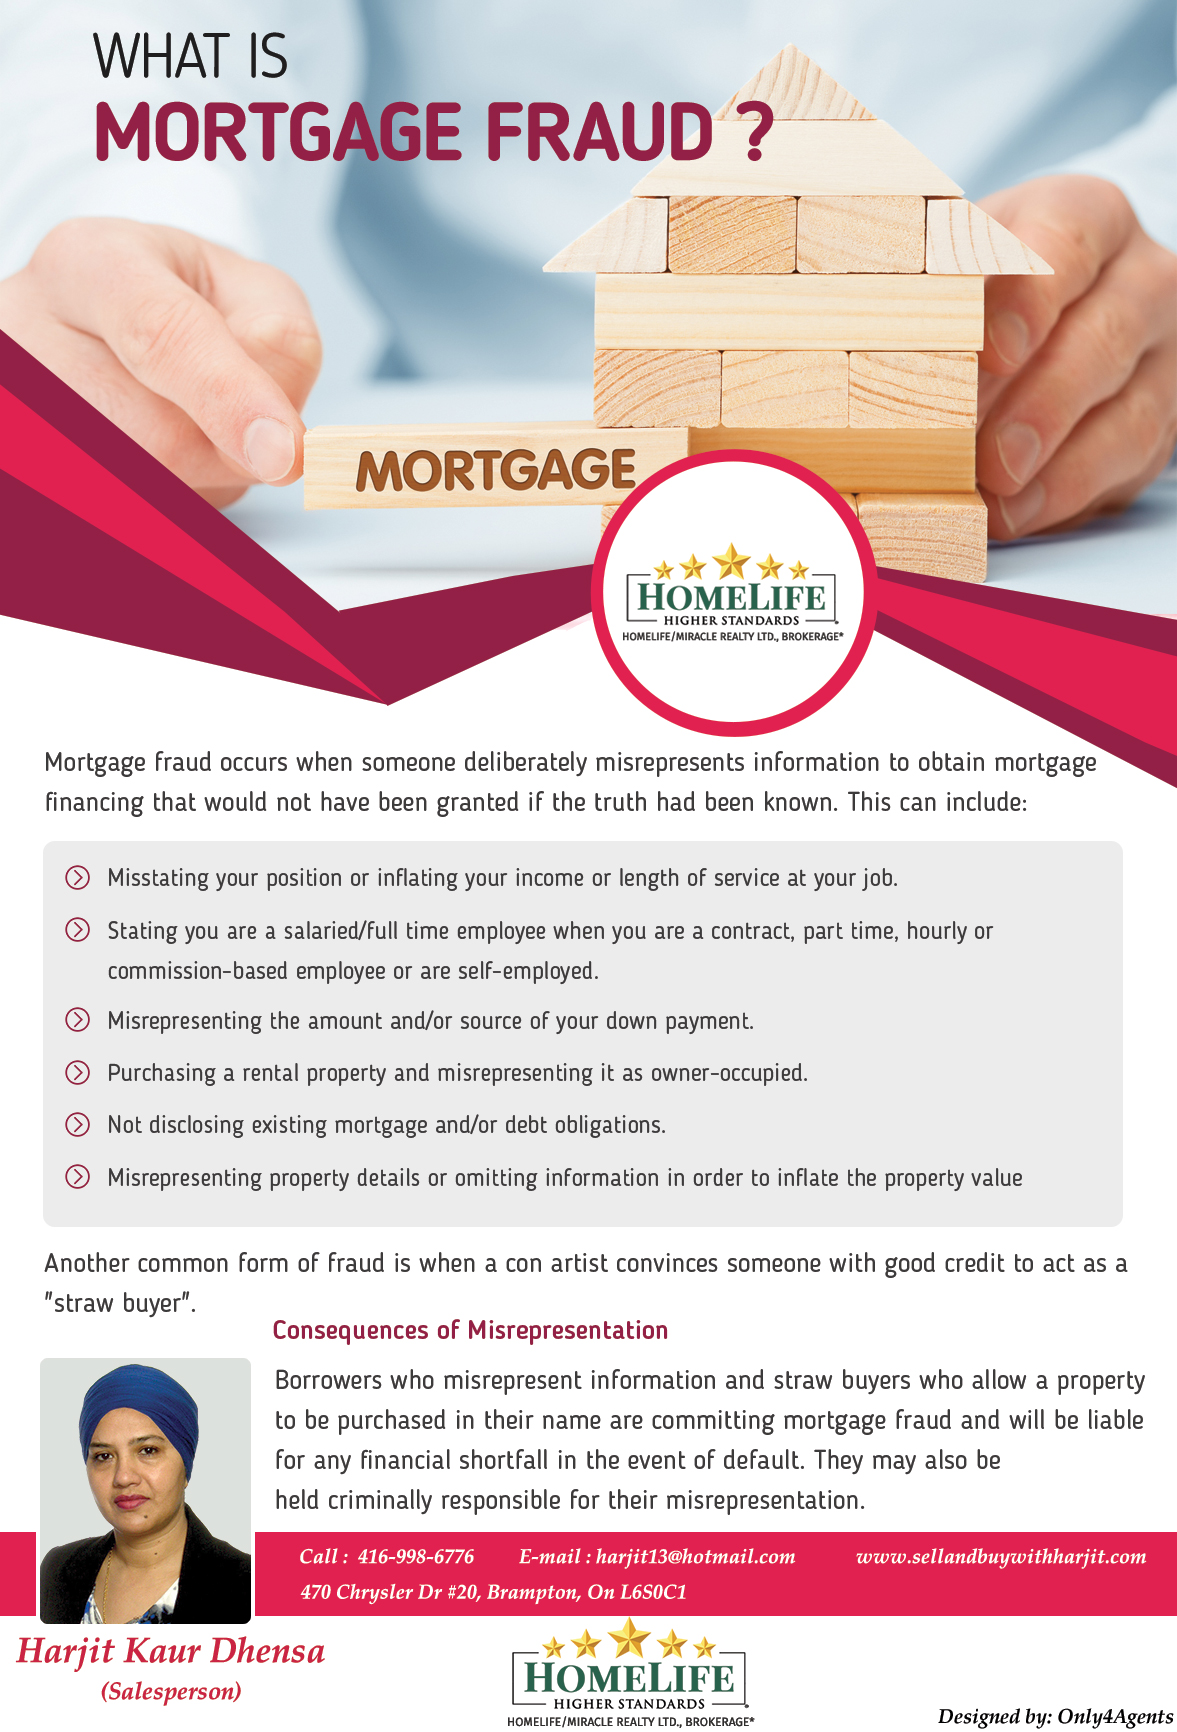 WHAT IS
MORTGAGE FRAUD ?
MORTGAGE
HOMELIFE
HIGHER STANDARDS
HOMELIFE/MIRACLE REALTY LTD., BROKERAGE*
Mortgage fraud occurs when someone deliberately misrepresents information to obtain mortgage
financing that would not have been granted if the truth had been known. This can include:
Misstating your position or inflating your income or length of service at your job.
Stating you are a salaried/full time employee when you are a contract, part time, hourly or
commission-based employee or are self-employed.
Misrepresenting the amount and/or source of your down payment.
Purchasing a rental property and misrepresenting it as owner-occupied.
Not disclosing existing mortgage and/or debt obligations.
Misrepresenting property details or omitting information in order to inflate the property value
Another common form of fraud is when a con artist convinces someone with good credit to act as a
"straw buyer".
Consequences of Misrepresentation
Borrowers who misrepresent information and straw buyers who allow a property
to be purchased in their name are committing mortgage fraud and will be liable
for any financial shortfall in the event of default. They may also be
held criminally responsible for their misrepresentation.
Call : 416-998-6776 E-mail : harjit13@hotmail.com www.sellandbuywithharjit.com
470 Chrysler Dr #20, Brampton, On L6S0C1
Harjit Kaur Dhensa
(Salesperson)
HOMELIFE
HIGHER STANDARDS
HOMELIFE/MIRACLE REALTY LTD., BROKERAGE*
Designed by: Only4Agents